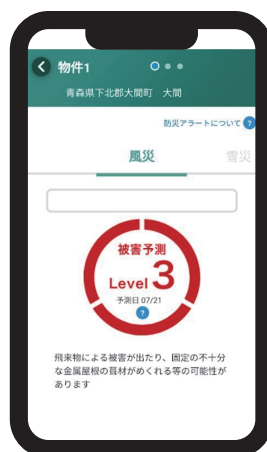 物件1
青森県下北郡大間町 大間
防災アラートについて ?
風災 雪災
被害予測
Level 3
予測日 07/21
?
飛来物による被害が出たり、固定の不十分
な金属屋根の葺材がめくれる等の可能性が
あります